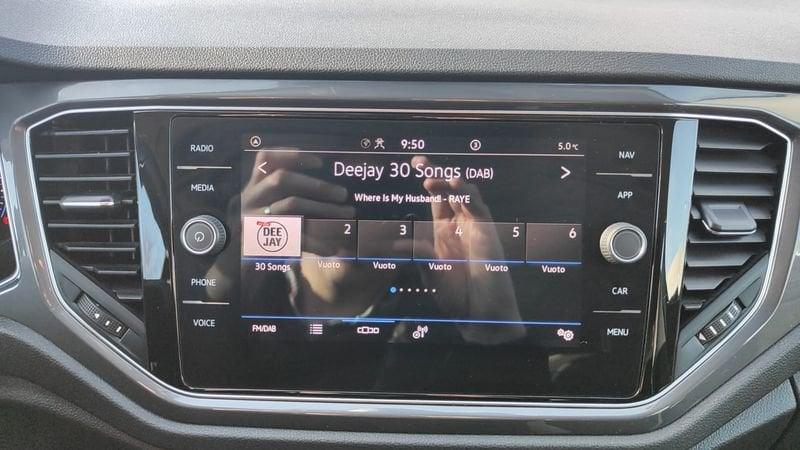 RADIO
MEDIA
PHONE
VOICE
9:50
3
5.0°C
Deejay 30 Songs (DAB)
Where Is My Husband! - RAYE
DEE
JAY
2 3 4 5 6
30 Songs Vuoto Vuoto Vuoto Vuoto Vuoto
FM/DAB
NAV
APP
CAR
MENU